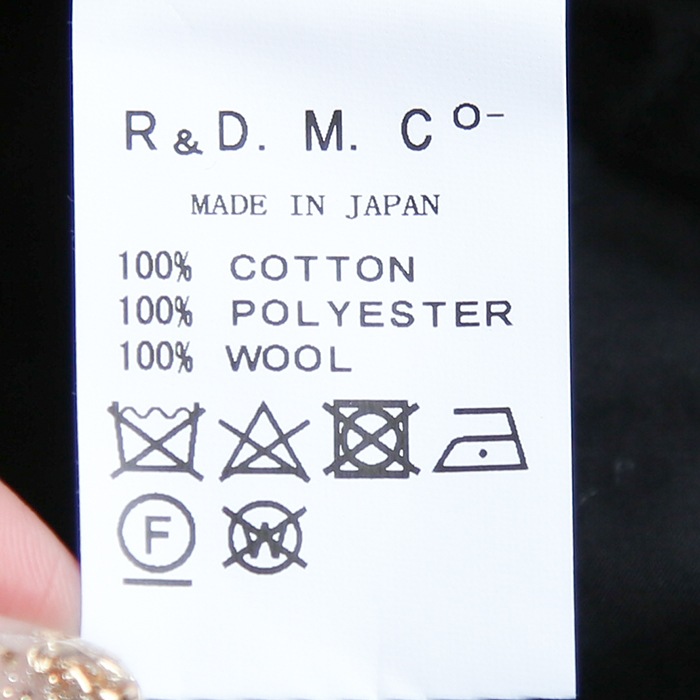 R & D. M. Cº-
MADE IN JAPAN
100% COTTON
100% POLYESTER
100% WOOL
F W